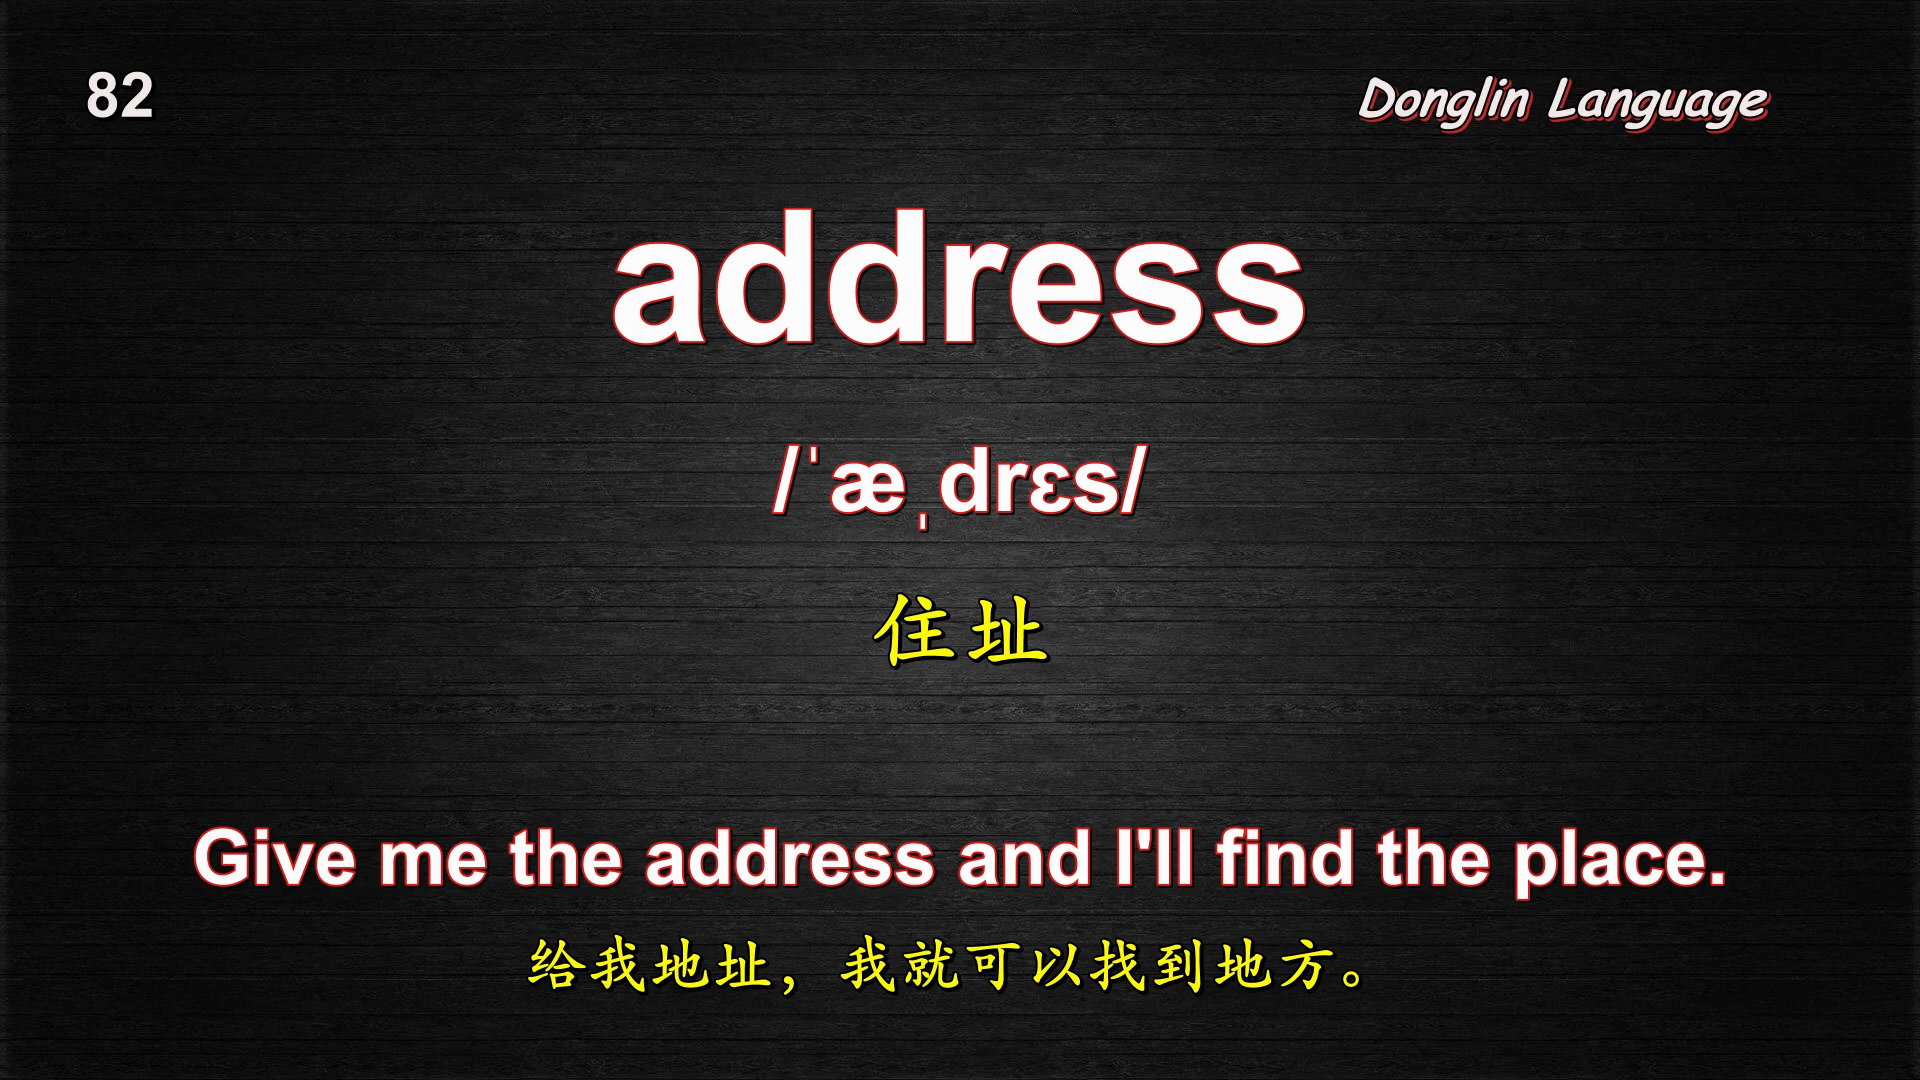 82
Donglin Language
address
/ˈæˌdrɛs/
住址
Give me the address and I'll find the place.
给我地址，我就可以找到地方。